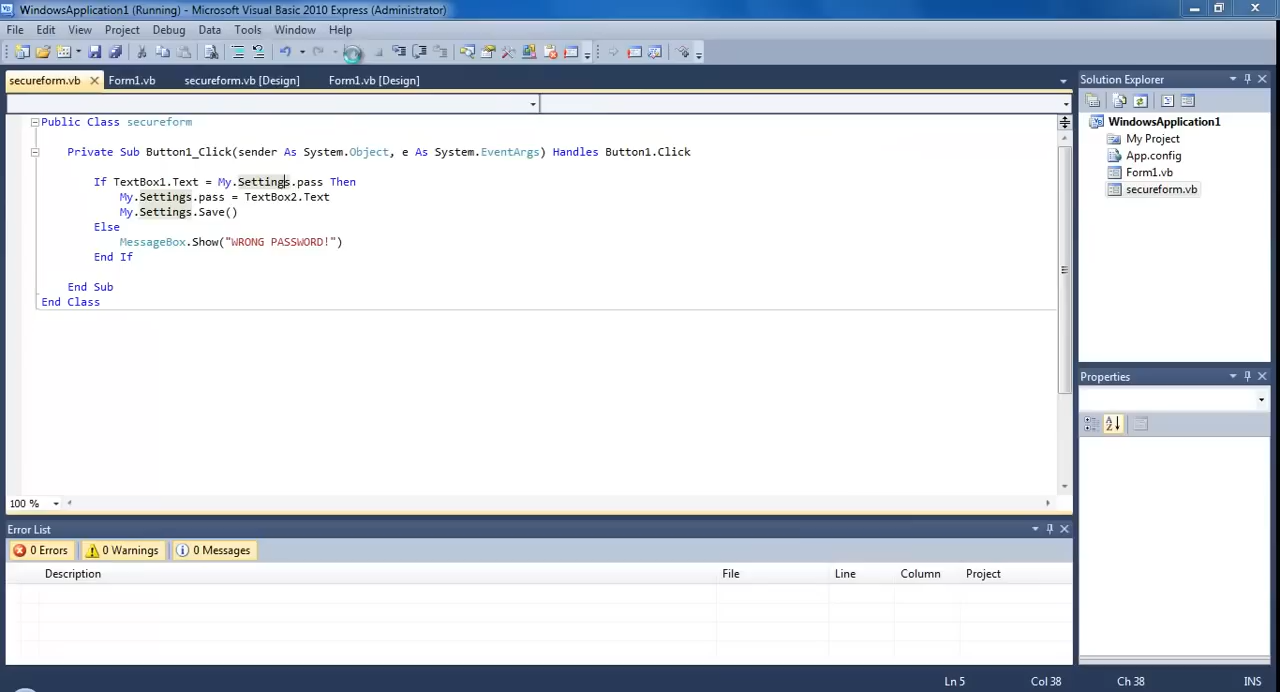 WindowsApplication1 (Running) - Microsoft Visual Basic 2010 Express (Administrator)
File Edit View Project Debug Data Tools Window Help
secureform.vb Form1.vb secureform.vb [Design] Form1.vb [Design]
Public Class secureform
Private Sub Button1_Click(sender As System.Object, e As System.EventArgs) Handles Button1.Click
If TextBox1.Text = My.Settings.pass Then
My.Settings.pass = TextBox2.Text
My.Settings.Save()
Else
MessageBox.Show("WRONG PASSWORD!")
End If
End Sub
End Class
100 %
Solution Explorer
WindowsApplication1
My Project
App.config
Form1.vb
secureform.vb
Properties
Error List
0 Errors 0 Warnings 0 Messages
Description File Line Column Project
Ln 5 Col 38 Ch 38 INS